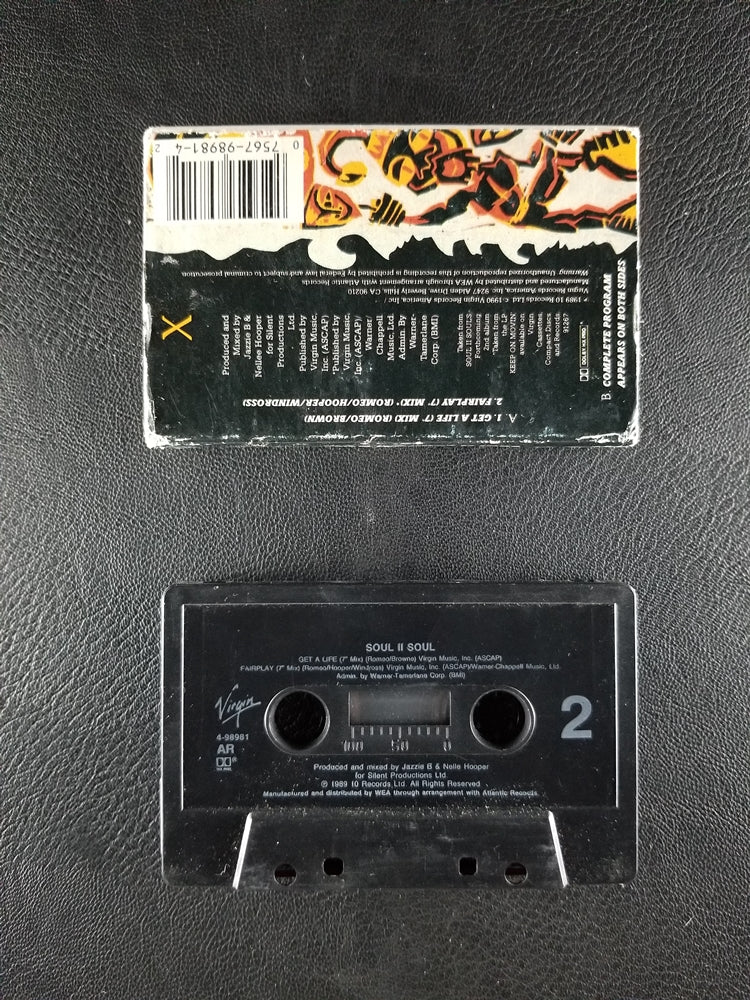 0 7567-98981-4 2
Warning: Unauthorized reproduction of this recording is prohibited by Federal law and subject to criminal prosecution
Manufactured and distributed by WEA through arrangement with Atlantic Records
Virgin Records America, Inc. 9247 Alden Drive, Beverly Hills, CA 90210
1989 10 Records Ltd. 1990 Virgin Records America, Inc./
X
Produced and
Mixed by
Jazzie B &
Nellee Hooper
for Silent
Productions
Ltd.
Published by
Virgin Music,
Inc. (ASCAP)
*Published by
Virgin Music,
Inc. (ASCAP)/
Warner/
Chappell
Music Ltd.
Admin. By
Warner-
Tamerlane
Corp. (BMI)
Taken from
SOUL II SOULS:
Forthcoming
2nd album
*Taken from
the LP
KEEP ON MOVIN'
available on
Virgin
Cassettes,
Compact Discs
and Records
91267
DOLBY HX PRO
A. 1. GET A LIFE (7" MIX) (ROMEO/BROWN)
2. FAIRPLAY (7" MIX)* (ROMEO/HOOPER/WINDROSS)
B. COMPLETE PROGRAM
APPEARS ON BOTH SIDES
SOUL II SOUL
GET A LIFE (7" Mix) (Romeo/Browne) Virgin Music, Inc. (ASCAP)
FAIRPLAY (7" Mix) (Romeo/Hooper/Windross) Virgin Music, Inc. (ASCAP)/Warner-Chappell Music, Ltd.
Admin. by Warner-Tamerlane Corp. (BMI)
Virgin
2
4-98981
AR
100 50 0
Produced and mixed by Jazzie B & Nelle Hooper
for Silent Productions Ltd
℗ 1989 10 Records Ltd. All Rights Reserved
Manufactured and distributed by WEA through arrangement with Atlantic Records